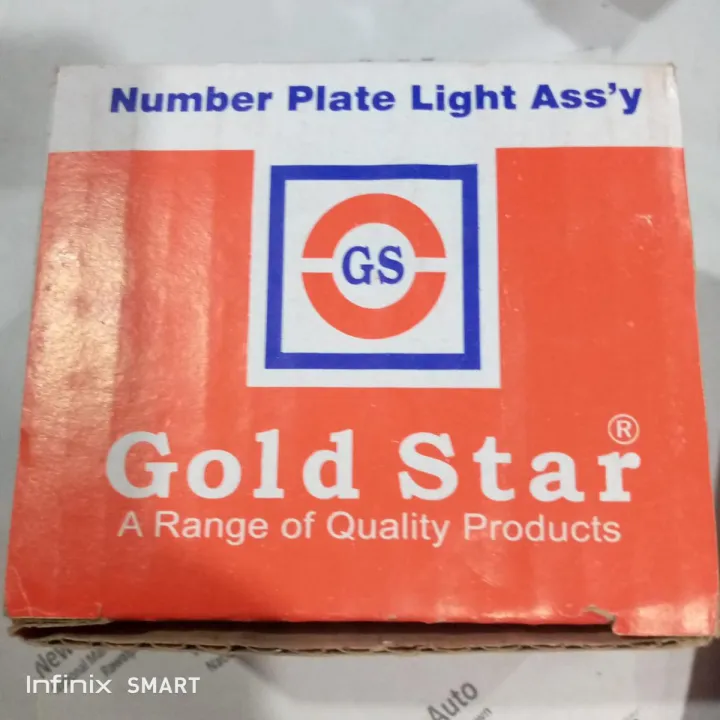 Number Plate Light Ass'y
GS
Gold Star®
A Range of Quality Products
Auto
Infinix SMART